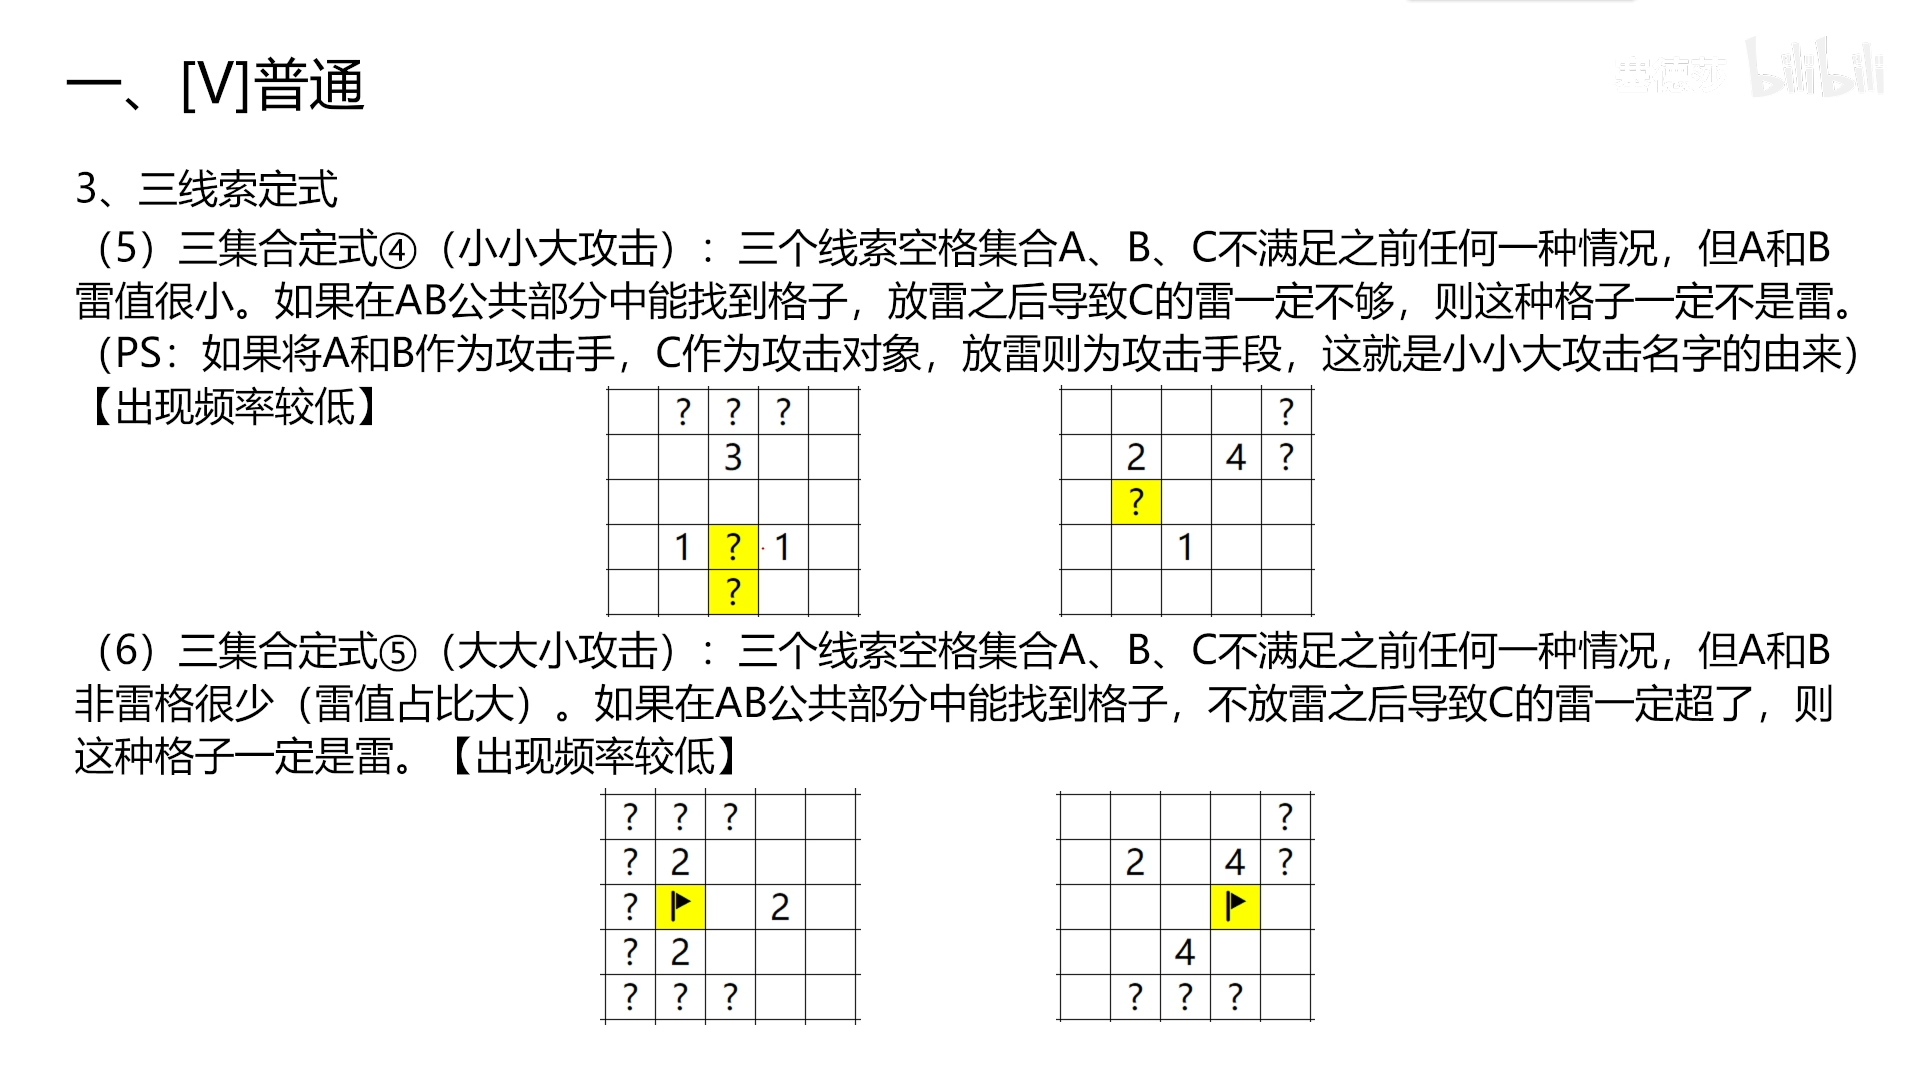 一、[V]普通
bilibili
3、三线索定式
（5）三集合定式④（小小大攻击）：三个线索空格集合A、B、C不满足之前任何一种情况，但A和B
雷值很小。如果在AB公共部分中能找到格子，放雷之后导致C的雷一定不够，则这种格子一定不是雷。
（PS：如果将A和B作为攻击手，C作为攻击对象，放雷则为攻击手段，这就是小小大攻击名字的由来）
【出现频率较低】
? ? ?
3
1 ? 1
?
?
2 4 ?
?
1
（6）三集合定式⑤（大大小攻击）：三个线索空格集合A、B、C不满足之前任何一种情况，但A和B
非雷格很少（雷值占比大）。如果在AB公共部分中能找到格子，不放雷之后导致C的雷一定超了，则
这种格子一定是雷。【出现频率较低】
? ? ?
? 2
? 2
? 2
? ? ?
?
2 4 ?
4
? ? ?